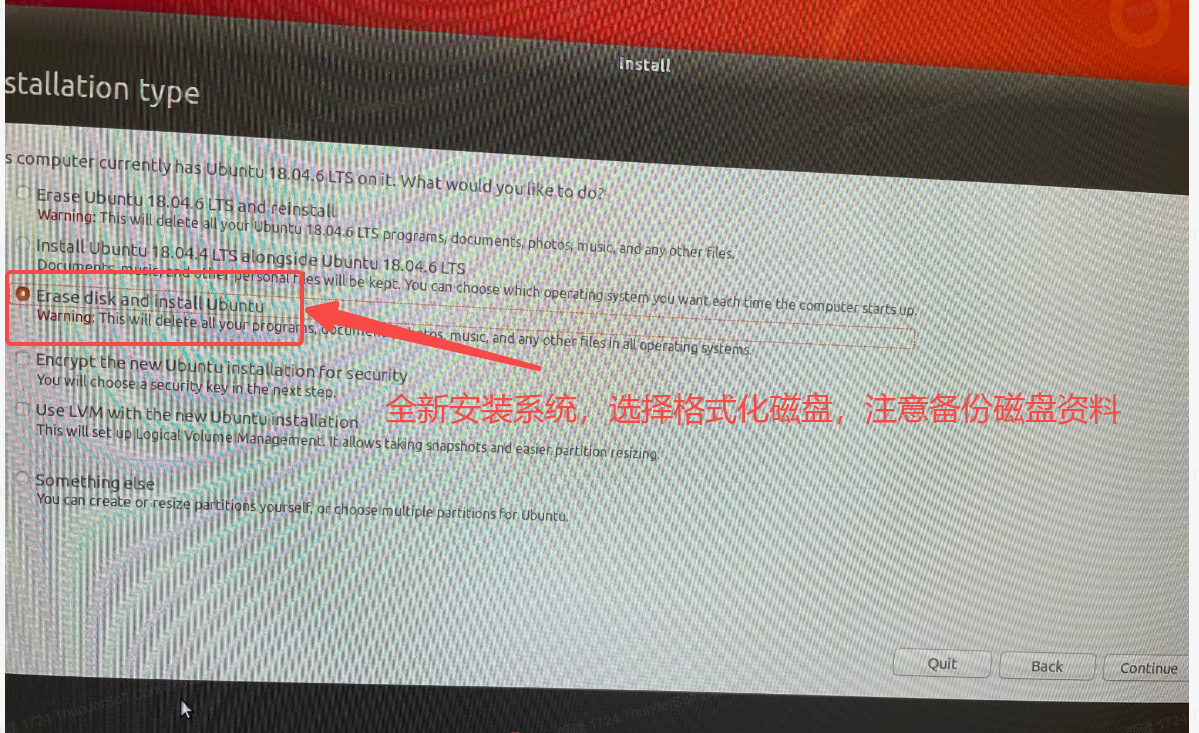 install
stallation type
s computer currently has Ubuntu 18.04.6 LTS on it. What would you like to do?
Erase Ubuntu 18.04.6 LTS and reinstall
Warning: This will delete all your Ubuntu 18.04.6 LTS programs, documents, photos, music, and any other files.
Install Ubuntu 18.04.4 LTS alongside Ubuntu 18.04.6 LTS
Documents, music, and other personal files will be kept. You can choose which operating system you want each time the computer starts up.
Erase disk and install Ubuntu
Warning: This will delete all your programs, documents, photos, music, and any other files in all operating systems.
Encrypt the new Ubuntu installation for security
You will choose a security key in the next step.
全新安装系统，选择格式化磁盘，注意备份磁盘资料
Use LVM with the new Ubuntu installation
This will set up Logical Volume Management. It allows taking snapshots and easier partition resizing.
Something else
You can create or resize partitions yourself, or choose multiple partitions for Ubuntu.
Quit
Back
Continue